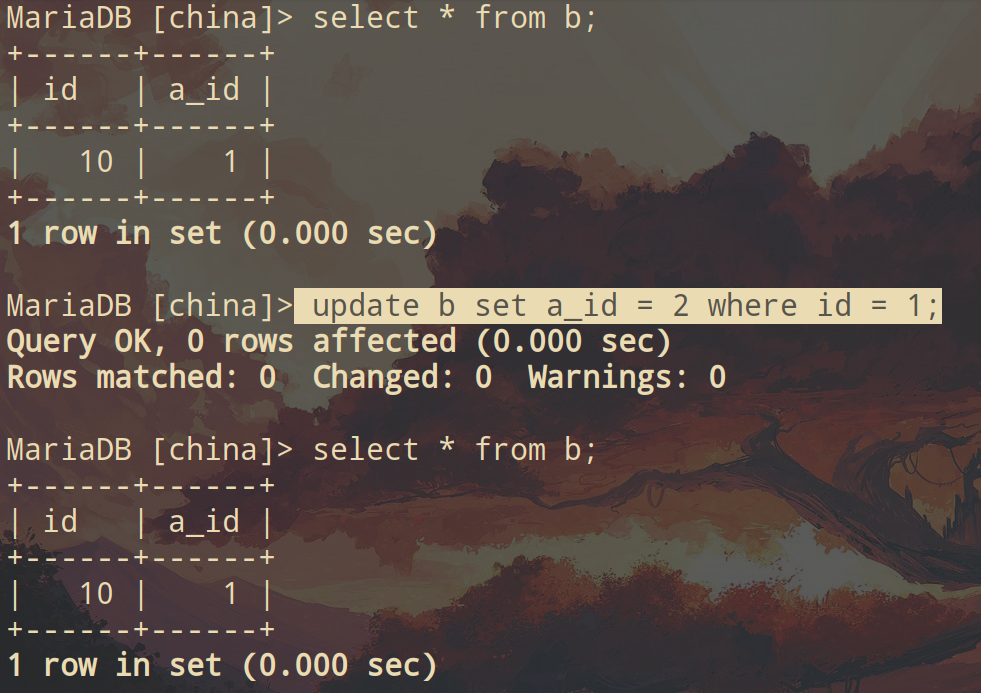 MariaDB [china]> select * from b;
+------+------+
| id   | a_id |
+------+------+
|   10 |    1 |
+------+------+
1 row in set (0.000 sec)

MariaDB [china]> update b set a_id = 2 where id = 1;
Query OK, 0 rows affected (0.000 sec)
Rows matched: 0  Changed: 0  Warnings: 0

MariaDB [china]> select * from b;
+------+------+
| id   | a_id |
+------+------+
|   10 |    1 |
+------+------+
1 row in set (0.000 sec)